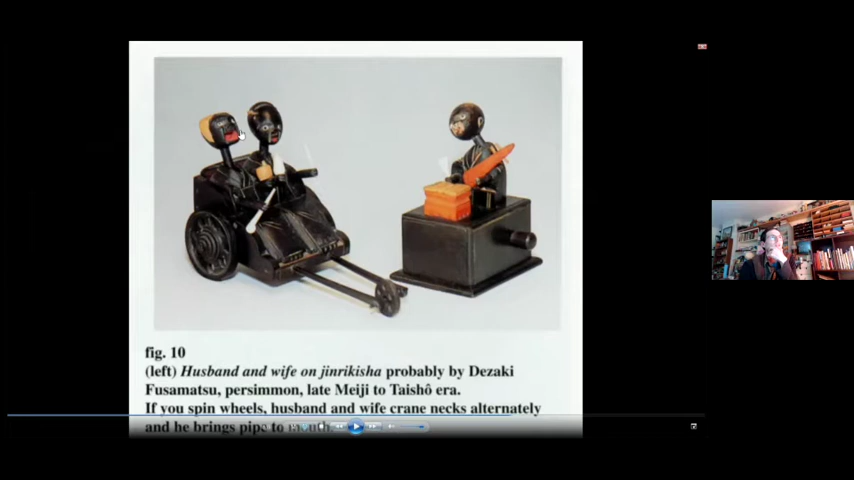 fig. 10
(left) Husband and wife on jinrikisha probably by Dezaki
Fusamatsu, persimmon, late Meiji to Taishô era.
If you spin wheels, husband and wife crane necks alternately
and he brings pipe to mouth.